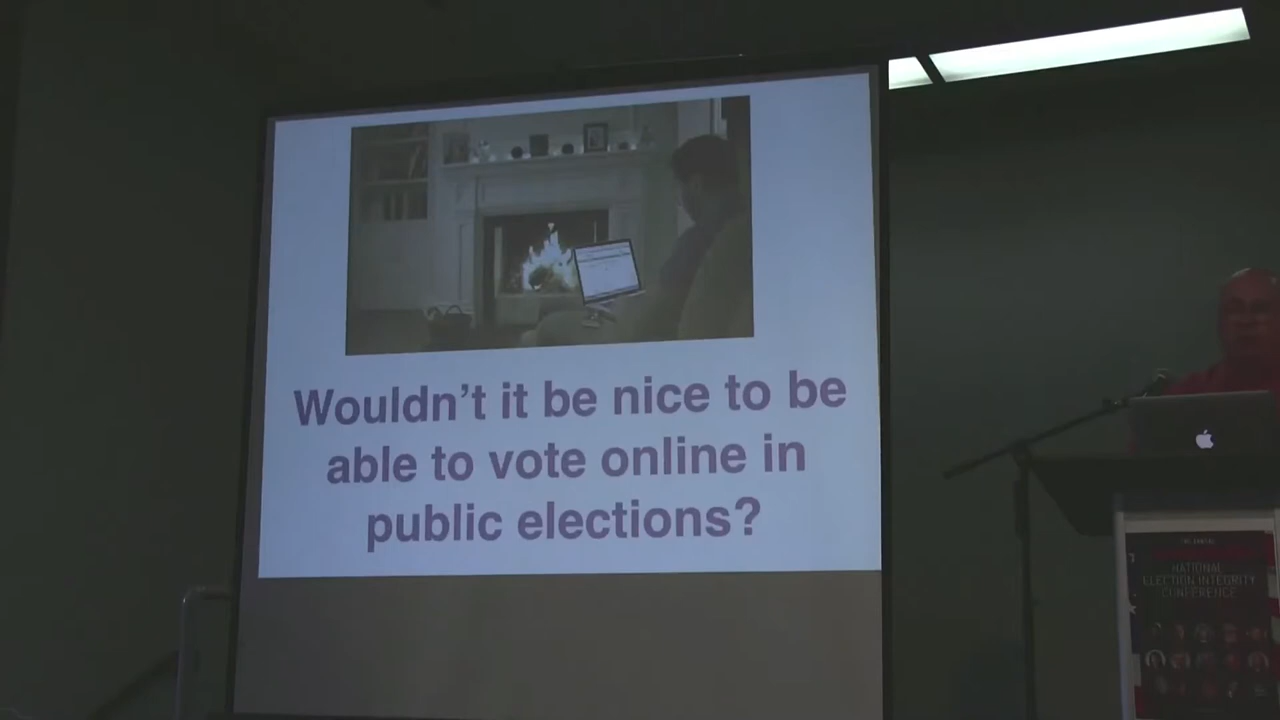 Wouldn't it be nice to be
able to vote online in
public elections?
NATIONAL
ELECTION INTEGRITY
CONFERENCE